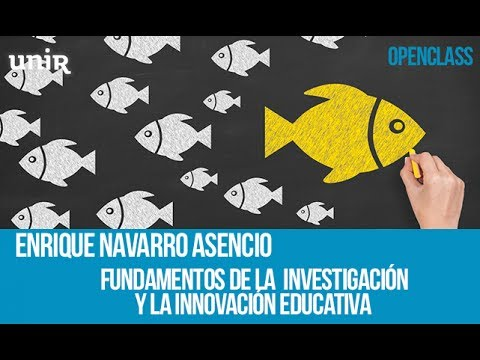 unir
OPENCLASS
ENRIQUE NAVARRO ASENCIO
FUNDAMENTOS DE LA INVESTIGACIÓN
Y LA INNOVACIÓN EDUCATIVA